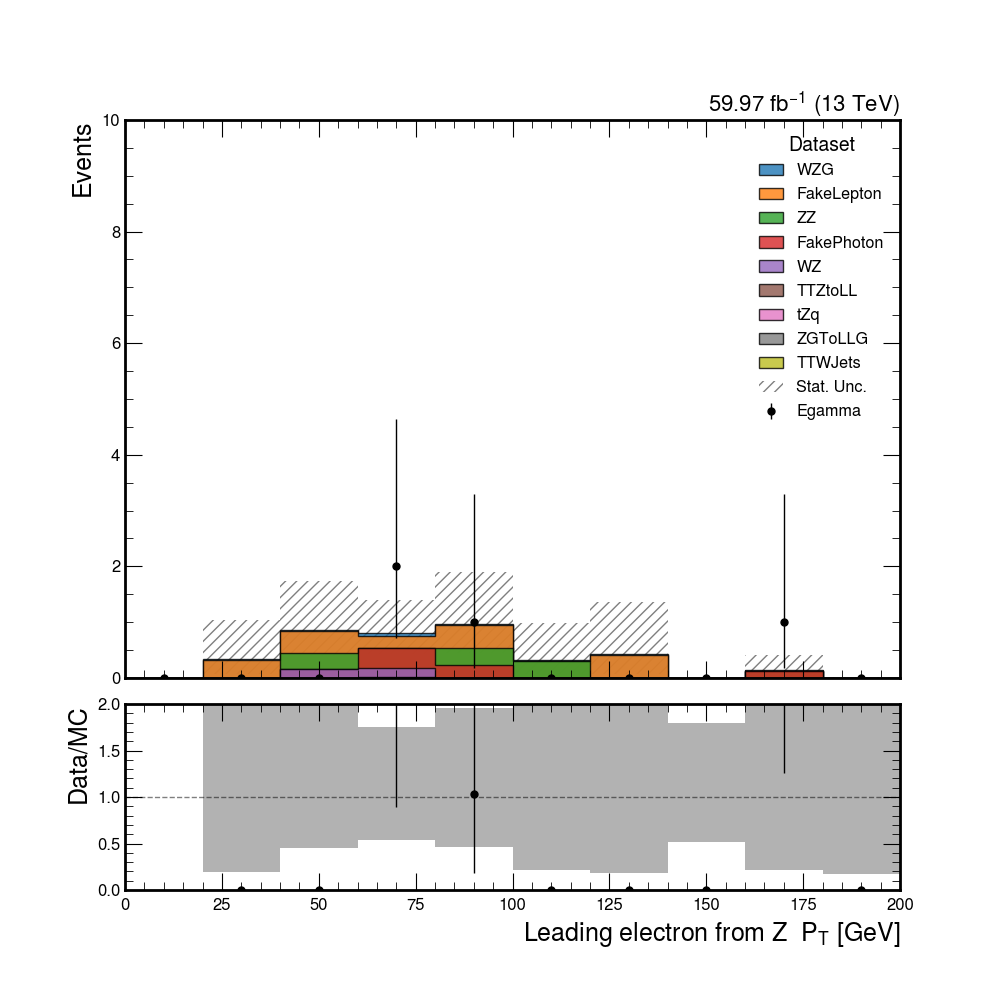 59.97 fb⁻¹ (13 TeV)
Events
10
8
6
4
2
0
Dataset
WZG
FakeLepton
ZZ
FakePhoton
WZ
TTZtoLL
tZq
ZGToLLG
TTWJets
Stat. Unc.
Egamma
Data/MC
2.0
1.5
1.0
0.5
0.0
0 25 50 75 100 125 150 175 200
Leading electron from Z P_T [GeV]